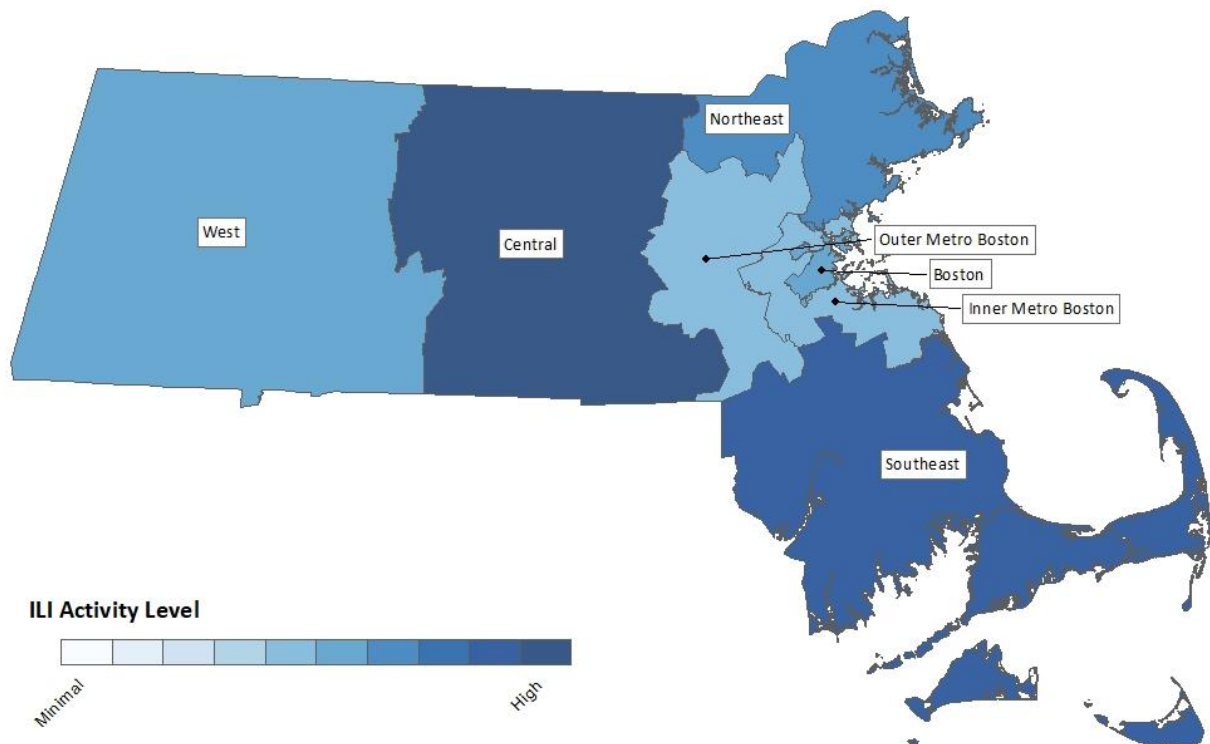 Northeast
West
Central
Outer Metro Boston
Boston
Inner Metro Boston
Southeast
ILI Activity Level
Minimal
High